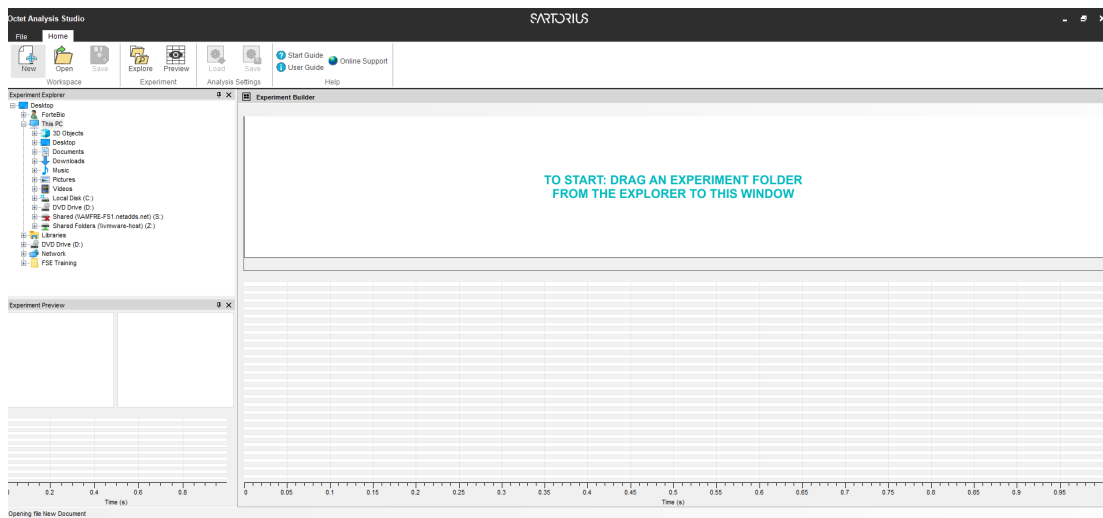 Octet Analysis Studio
SARTORIUS
File Home
New Open Save Explore Preview Load Save Start Guide User Guide Online Support
Workspace Experiment Analysis Settings Help
Experiment Explorer
Desktop
ForteBio
This PC
3D Objects
Desktop
Documents
Downloads
Music
Pictures
Videos
Local Disk (C:)
DVD Drive (D:)
Shared (\\AMFRE-FS1.netadds.net) (S:)
Shared Folders (\\vmware-host) (Z:)
Libraries
DVD Drive (D:)
Network
FSE Training
Experiment Builder
TO START: DRAG AN EXPERIMENT FOLDER
FROM THE EXPLORER TO THIS WINDOW
Experiment Preview
0.2 0.4 0.6 0.8
Time (s)
0 0.05 0.1 0.15 0.2 0.25 0.3 0.35 0.4 0.45 0.5 0.55 0.6 0.65 0.7 0.75 0.8 0.85 0.9 0.95
Time (s)
Opening file New Document